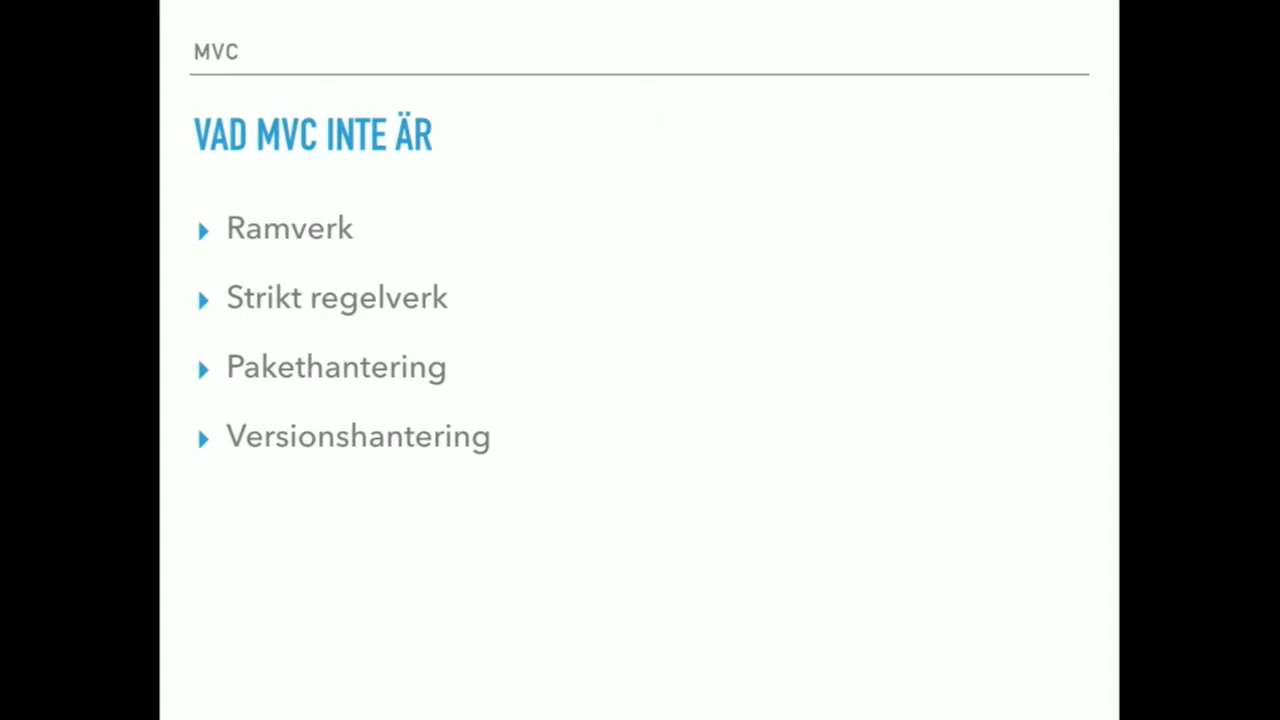 MVC
VAD MVC INTE ÄR
Ramverk
Strikt regelverk
Pakethantering
Versionshantering